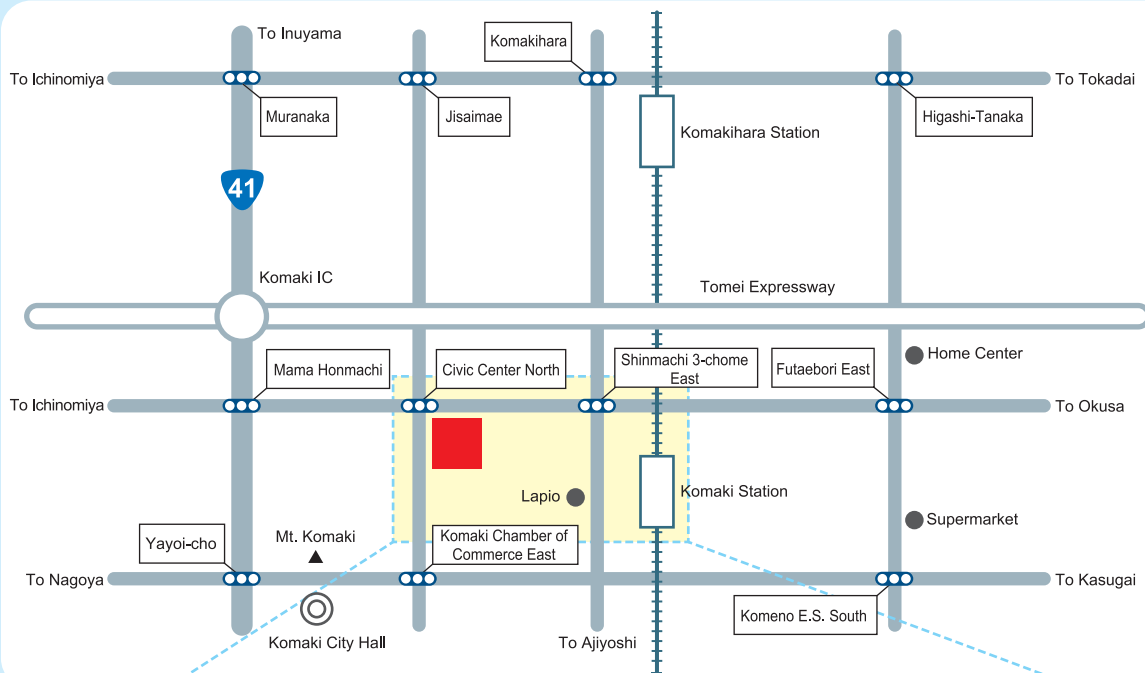 To Inuyama
Komakihara
To Ichinomiya
To Tokadai
Muranaka
Jisaimae
Komakihara Station
Higashi-Tanaka
41
Komaki IC
Tomei Expressway
Mama Honmachi
Civic Center North
Shinmachi 3-chome
East
Futaebori East
Home Center
To Ichinomiya
To Okusa
Lapio
Komaki Station
Supermarket
Yayoi-cho
Mt. Komaki
Komaki Chamber of
Commerce East
To Nagoya
To Kasugai
Komeno E.S. South
Komaki City Hall
To Ajiyoshi